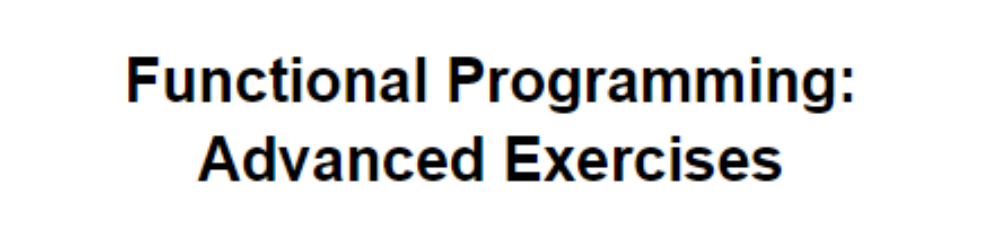 Functional Programming:
Advanced Exercises